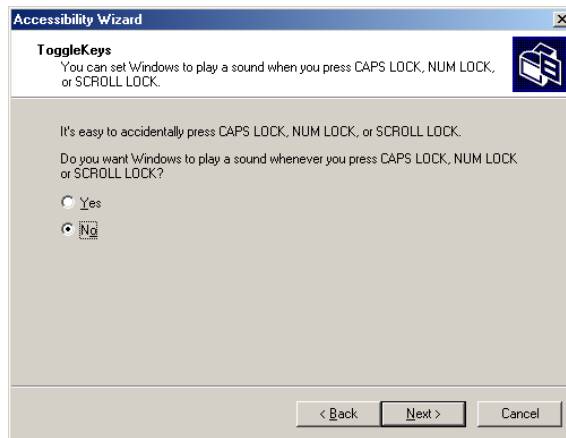 Accessibility Wizard
ToggleKeys
You can set Windows to play a sound when you press CAPS LOCK, NUM LOCK,
or SCROLL LOCK.
It's easy to accidentally press CAPS LOCK, NUM LOCK, or SCROLL LOCK.
Do you want Windows to play a sound whenever you press CAPS LOCK, NUM LOCK
or SCROLL LOCK?
Yes
No
< Back Next > Cancel